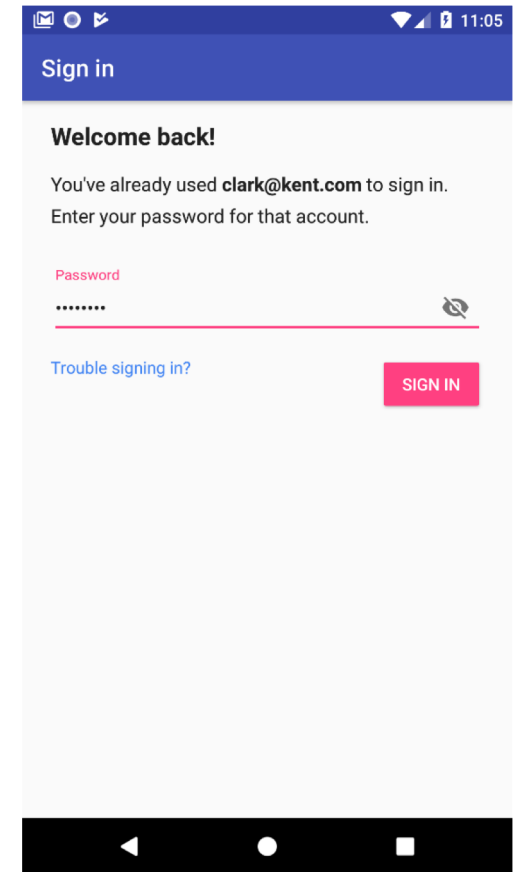 11:05
Sign in
Welcome back!
You've already used clark@kent.com to sign in.
Enter your password for that account.
Password
••••••••
Trouble signing in?
SIGN IN